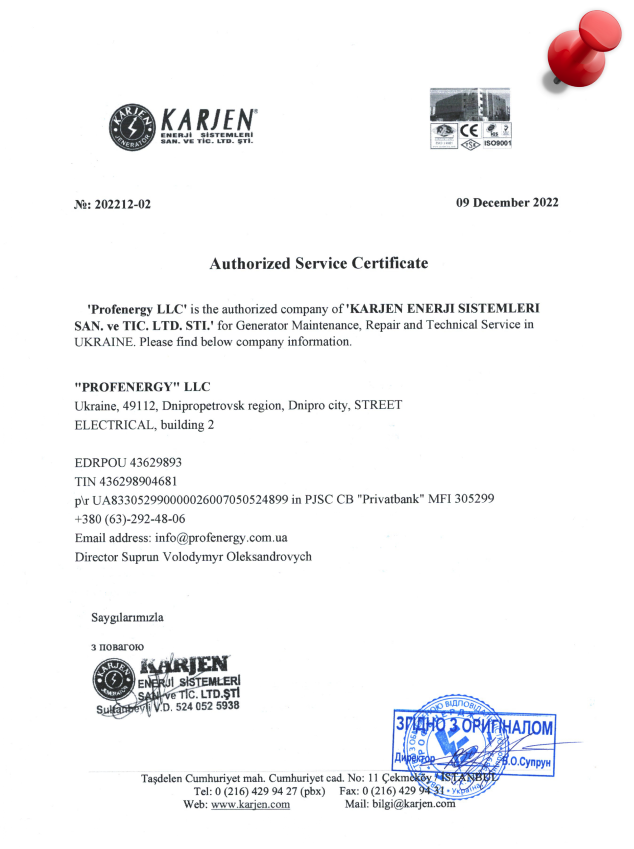 KARJEN
JENERATOR
KARJEN®
ENERJİ SİSTEMLERİ
SAN. VE TİC. LTD. ŞTİ.
CE
TSE
ISO9001
№: 202212-02
09 December 2022
Authorized Service Certificate
'Profenergy LLC' is the authorized company of 'KARJEN ENERJI SISTEMLERI
SAN. ve TIC. LTD. STI.' for Generator Maintenance, Repair and Technical Service in
UKRAINE. Please find below company information.
"PROFENERGY" LLC
Ukraine, 49112, Dnipropetrovsk region, Dnipro city, STREET
ELECTRICAL, building 2
EDRPOU 43629893
TIN 436298904681
p\r UA833052990000026007050524899 in PJSC CB "Privatbank" MFI 305299
+380 (63)-292-48-06
Email address: info@profenergy.com.ua
Director Suprun Volodymyr Oleksandrovych
Saygılarımızla
з повагою
KARJEN
KARJEN
ENERJİ SİSTEMLERİ
SAN. ve TİC. LTD.ŞTİ
Sultanbeyli V.D. 524 052 5938
ЗГІДНО З ОРИГІНАЛОМ
Директор В.О.Супрун
Taşdelen Cumhuriyet mah. Cumhuriyet cad. No: 11 Çekmeköy / ISTANBUL
Tel: 0 (216) 429 94 27 (pbx) Fax: 0 (216) 429 94 31
Web: www.karjen.com Mail: bilgi@karjen.com